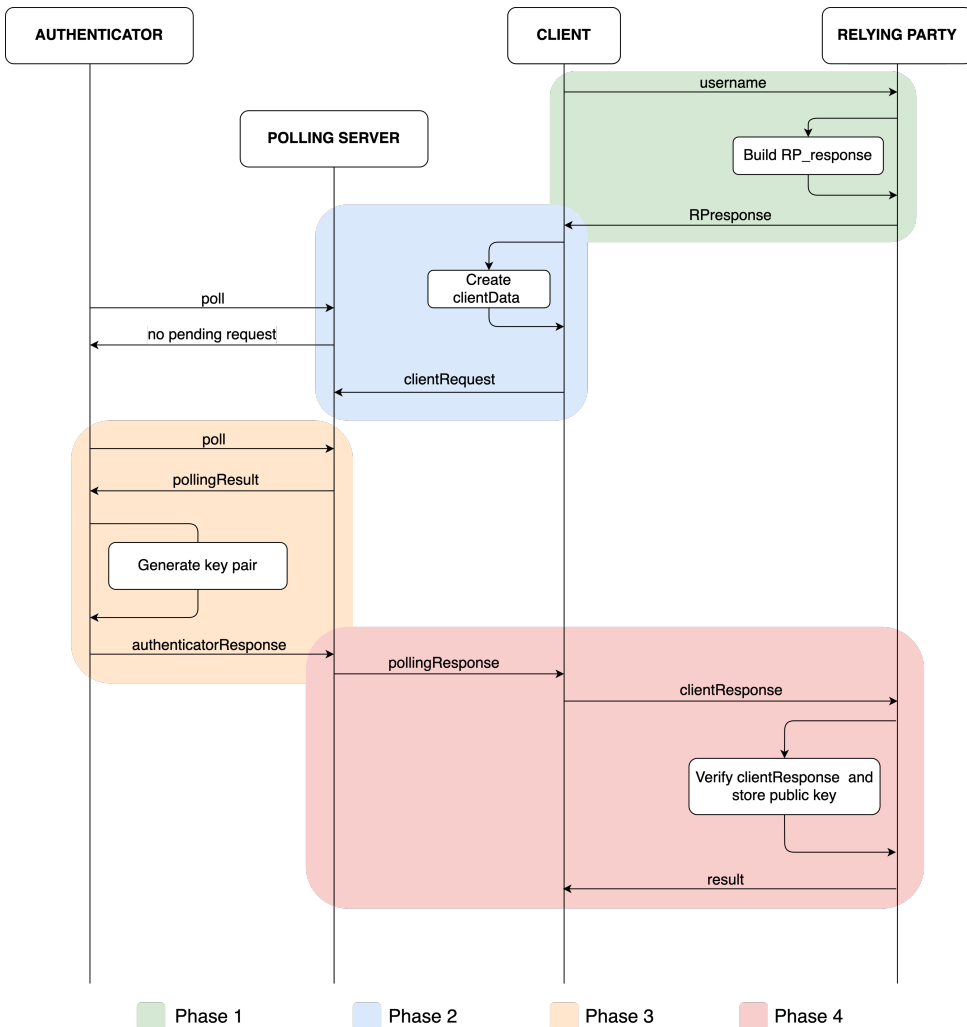 AUTHENTICATOR
CLIENT
RELYING PARTY
username
POLLING SERVER
Build RP_response
RPresponse
Create
clientData
poll
no pending request
clientRequest
poll
pollingResult
Generate key pair
authenticatorResponse
pollingResponse
clientResponse
Verify clientResponse and
store public key
result
Phase 1
Phase 2
Phase 3
Phase 4